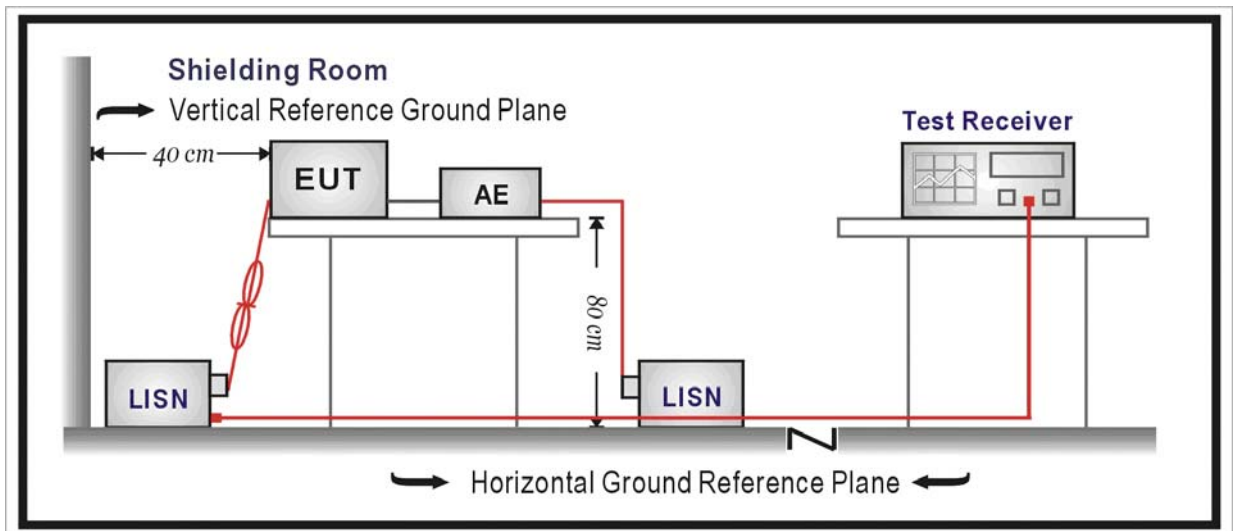 Shielding Room
Vertical Reference Ground Plane
Test Receiver
40 cm
EUT
AE
80 cm
LISN
LISN
Horizontal Ground Reference Plane